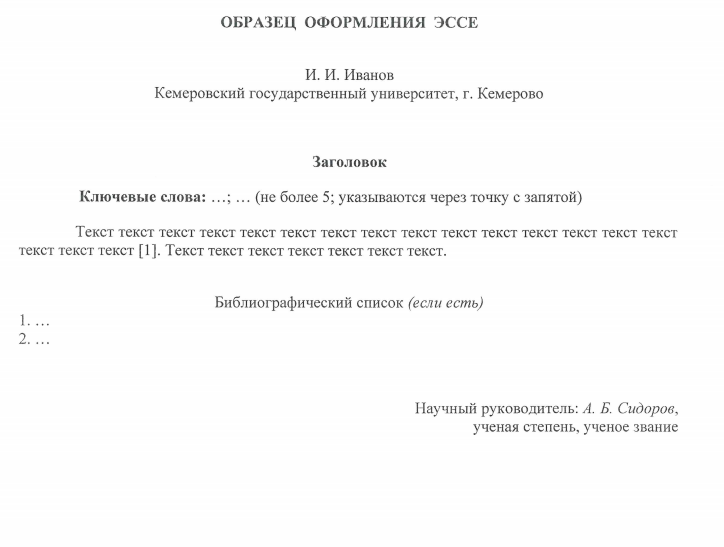 ОБРАЗЕЦ ОФОРМЛЕНИЯ ЭССЕ
И. И. Иванов
Кемеровский государственный университет, г. Кемерово
Заголовок
Ключевые слова: …; … (не более 5; указываются через точку с запятой)
Текст текст текст текст текст текст текст текст текст текст текст текст текст текст текст
текст текст текст [1]. Текст текст текст текст текст текст текст.
Библиографический список (если есть)
1. …
2. …
Научный руководитель: А. Б. Сидоров,
ученая степень, ученое звание